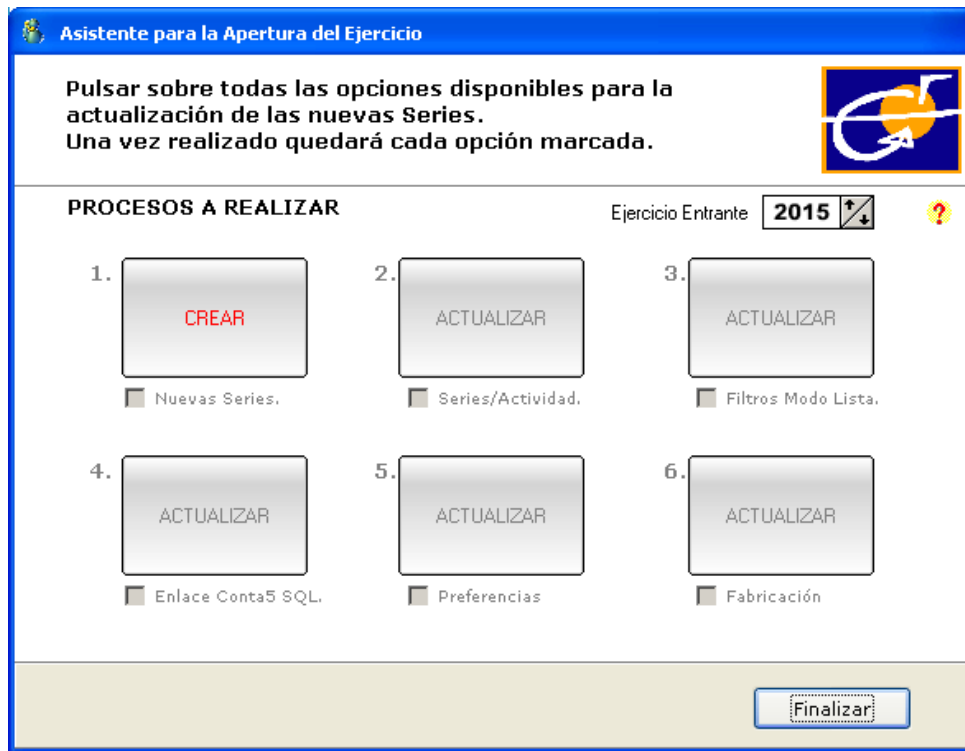 Asistente para la Apertura del Ejercicio
Pulsar sobre todas las opciones disponibles para la
actualización de las nuevas Series.
Una vez realizado quedará cada opción marcada.
PROCESOS A REALIZAR
Ejercicio Entrante 2015 ?
1. CREAR
Nuevas Series.
2. ACTUALIZAR
Series/Actividad.
3. ACTUALIZAR
Filtros Modo Lista.
4. ACTUALIZAR
Enlace Conta5 SQL.
5. ACTUALIZAR
Preferencias
6. ACTUALIZAR
Fabricación
Finalizar